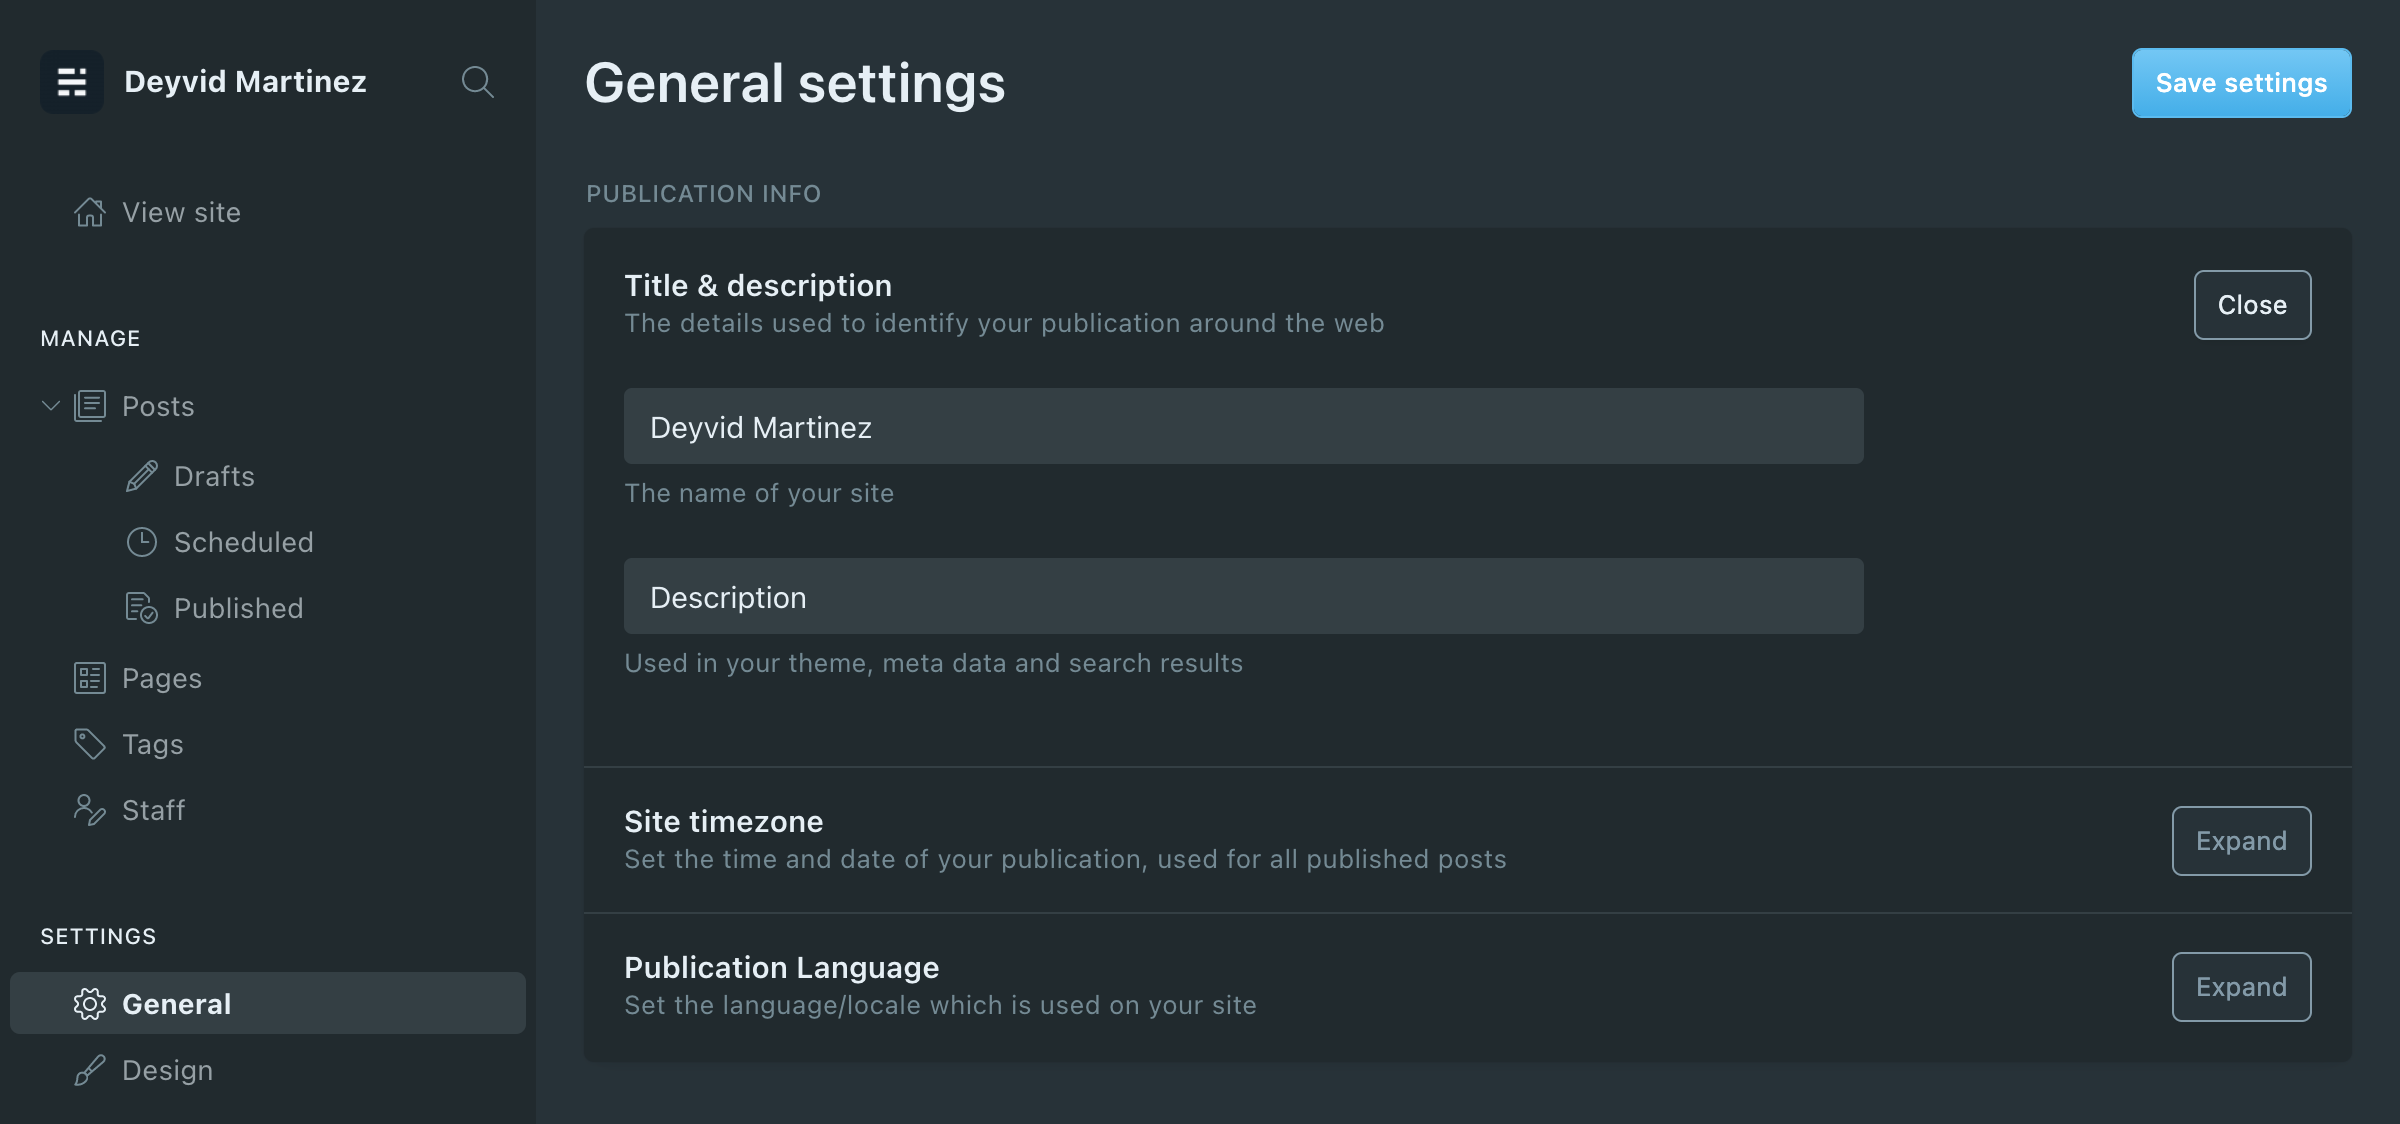 Deyvid Martinez
View site
MANAGE
Posts
Drafts
Scheduled
Published
Pages
Tags
Staff
SETTINGS
General
Design
General settings
Save settings
PUBLICATION INFO
Title & description
The details used to identify your publication around the web
Close
Deyvid Martinez
The name of your site
Description
Used in your theme, meta data and search results
Site timezone
Set the time and date of your publication, used for all published posts
Expand
Publication Language
Set the language/locale which is used on your site
Expand